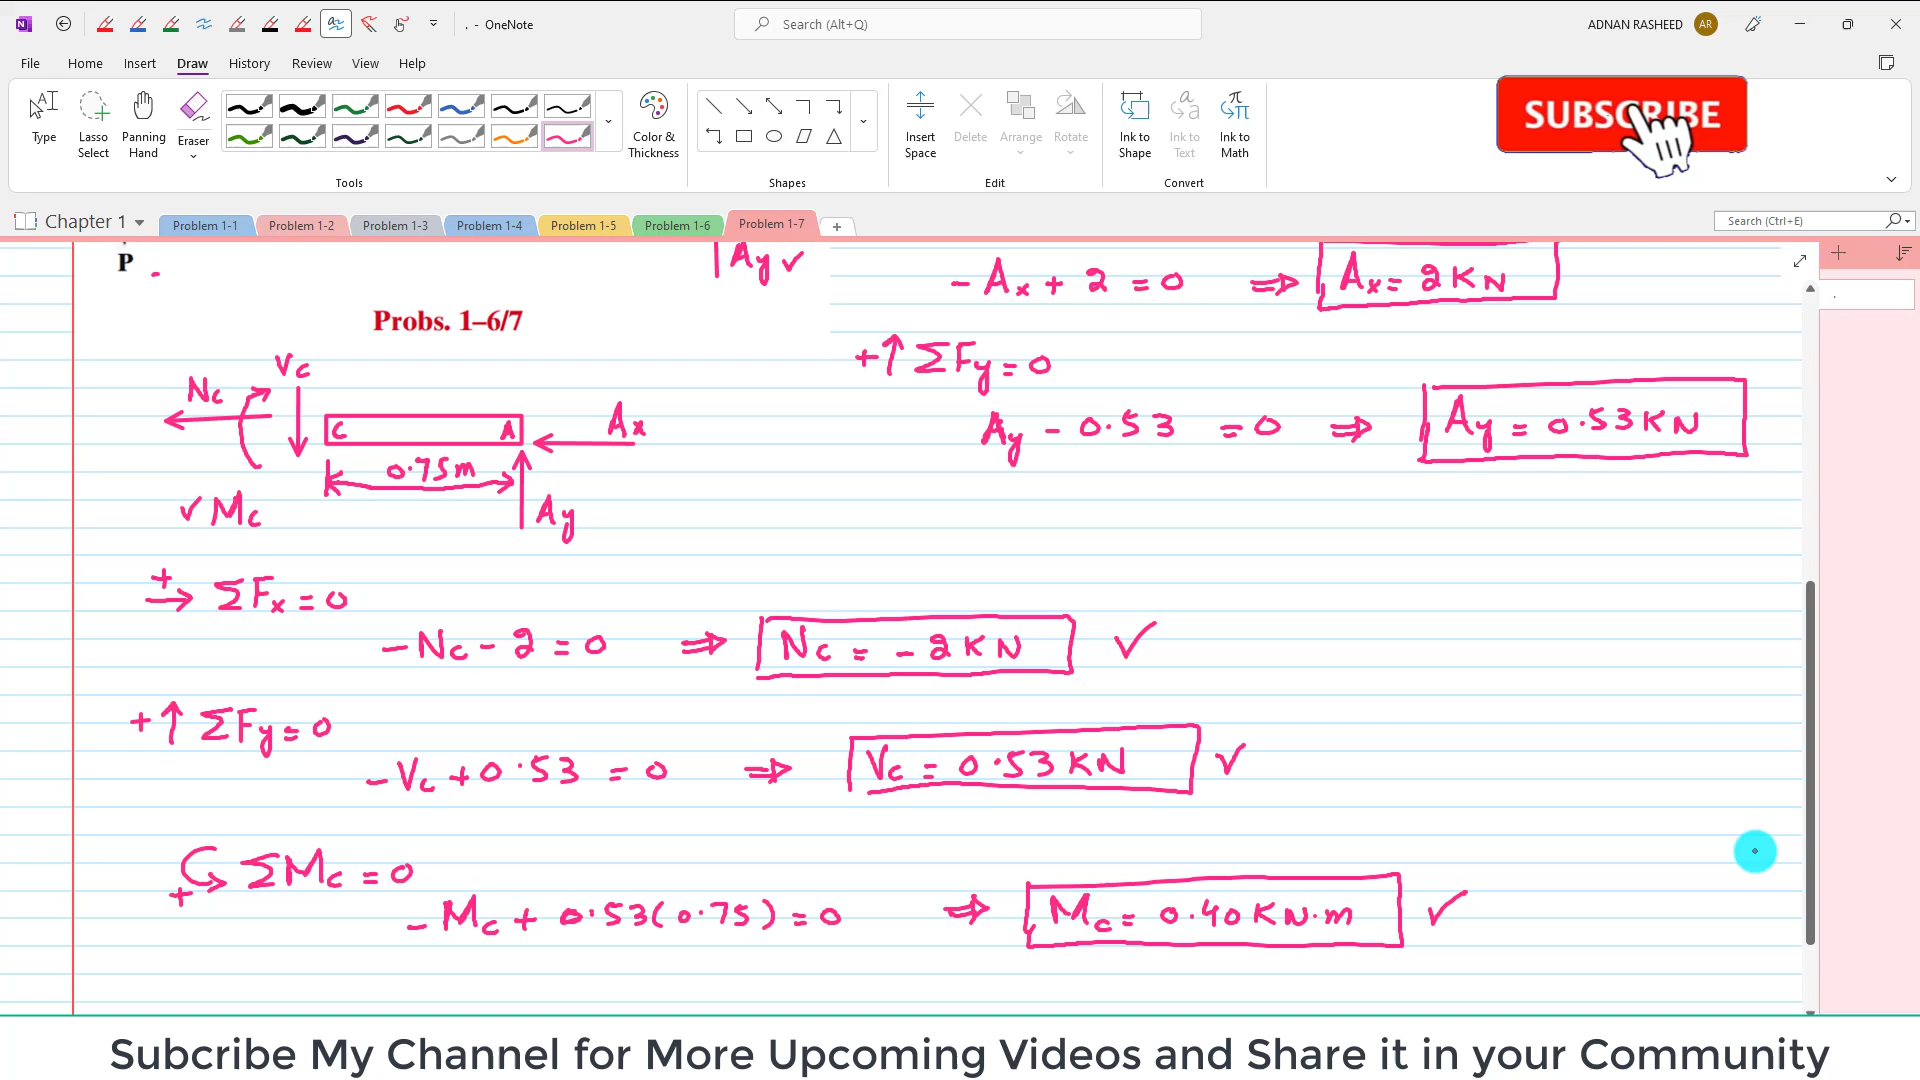 . - OneNote
Search (Alt+Q)
ADNAN RASHEED AR
File Home Insert Draw History Review View Help
Type
Lasso Select
Panning Hand
Eraser
Color & Thickness
Insert Space
Delete
Arrange
Rotate
Ink to Shape
Ink to Text
Ink to Math
SUBSCRIBE
Tools Shapes Edit Convert
Chapter 1 Problem 1-1 Problem 1-2 Problem 1-3 Problem 1-4 Problem 1-5 Problem 1-6 Problem 1-7
Search (Ctrl+E)
P
Ay ✓
-Ax + 2 = 0 ⇒ Ax = 2 KN
Probs. 1–6/7
+↑ ΣFy = 0
Ay - 0.53 = 0 ⇒ Ay = 0.53 KN
Vc
Nc
C A
Ax
0.75m
✓ Mc
Ay
+→ ΣFx = 0
-Nc - 2 = 0 ⇒ Nc = -2 KN ✓
+↑ ΣFy = 0
-Vc + 0.53 = 0 ⇒ Vc = 0.53 KN ✓
+ ΣMc = 0
-Mc + 0.53(0.75) = 0 ⇒ Mc = 0.40 KN.m ✓
Subcribe My Channel for More Upcoming Videos and Share it in your Community